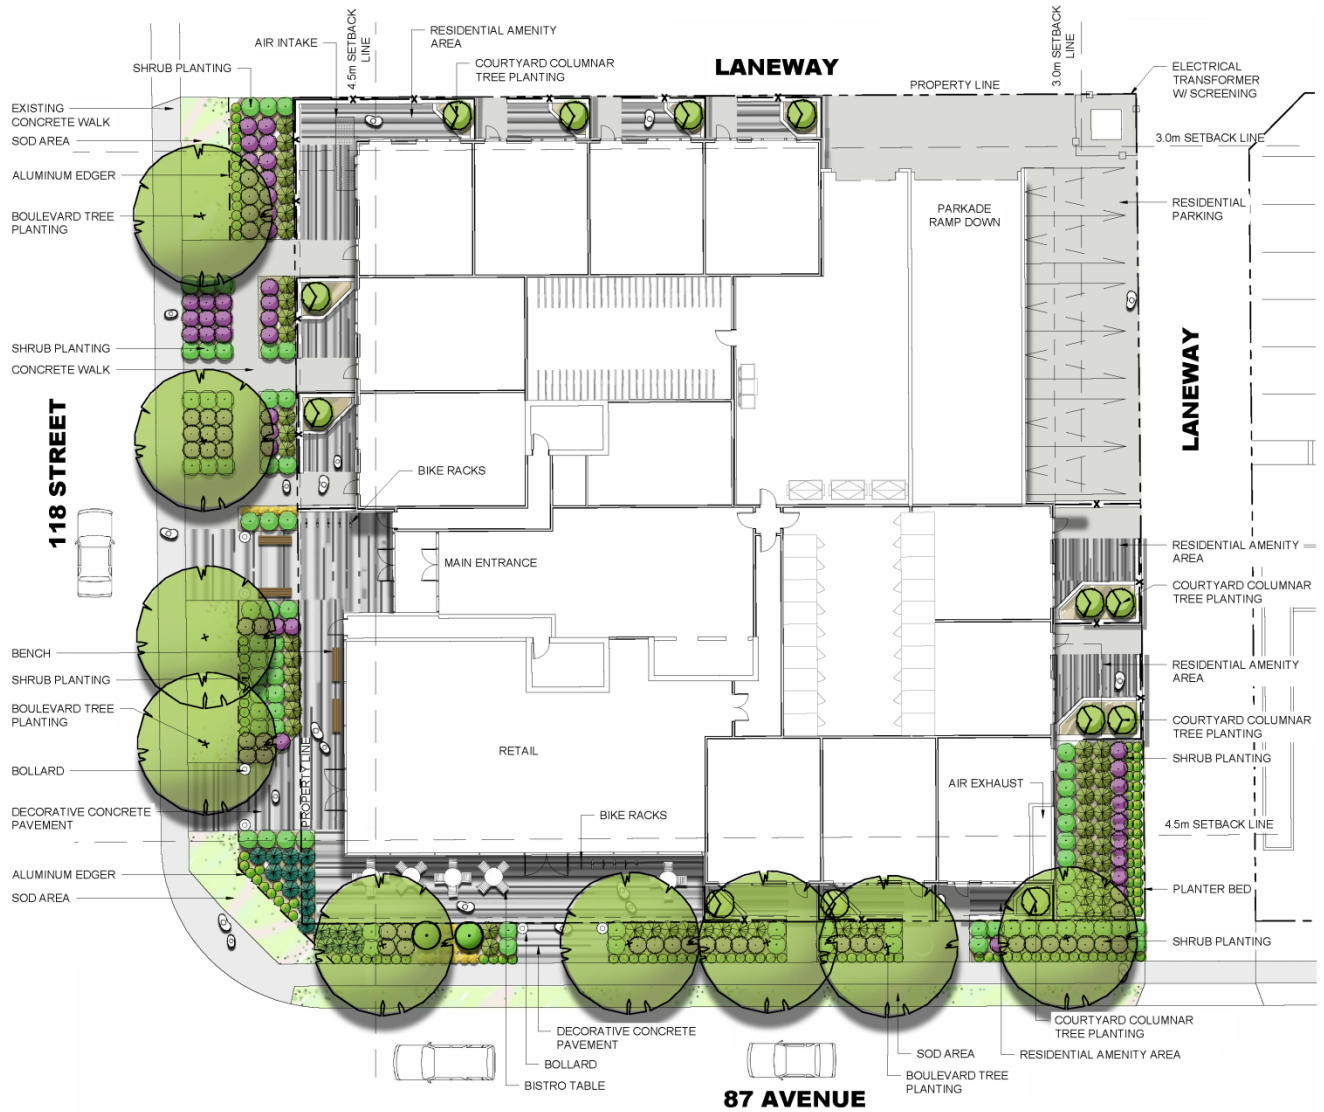 4.5m SETBACK
LINE
RESIDENTIAL AMENITY
AREA
AIR INTAKE
SHRUB PLANTING
COURTYARD COLUMNAR
TREE PLANTING
LANEWAY
PROPERTY LINE
3.0m SETBACK
LINE
ELECTRICAL
TRANSFORMER
W/ SCREENING
EXISTING
CONCRETE WALK
SOD AREA
ALUMINUM EDGER
BOULEVARD TREE
PLANTING
3.0m SETBACK LINE
PARKADE
RAMP DOWN
RESIDENTIAL
PARKING
SHRUB PLANTING
CONCRETE WALK
118 STREET
LANEWAY
BIKE RACKS
MAIN ENTRANCE
RESIDENTIAL AMENITY
AREA
COURTYARD COLUMNAR
TREE PLANTING
BENCH
SHRUB PLANTING
BOULEVARD TREE
PLANTING
RESIDENTIAL AMENITY
AREA
COURTYARD COLUMNAR
TREE PLANTING
RETAIL
PROPERTY LINE
BOLLARD
DECORATIVE CONCRETE
PAVEMENT
SHRUB PLANTING
AIR EXHAUST
BIKE RACKS
4.5m SETBACK LINE
ALUMINUM EDGER
SOD AREA
PLANTER BED
SHRUB PLANTING
DECORATIVE CONCRETE
PAVEMENT
BOLLARD
BISTRO TABLE
COURTYARD COLUMNAR
TREE PLANTING
SOD AREA
RESIDENTIAL AMENITY AREA
BOULEVARD TREE
PLANTING
87 AVENUE